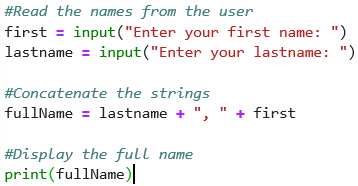 #Read the names from the user
first = input("Enter your first name: ")
lastname = input("Enter your lastname: ")
#Concatenate the strings
fullName = lastname + ", " + first
#Display the full name
print(fullName)